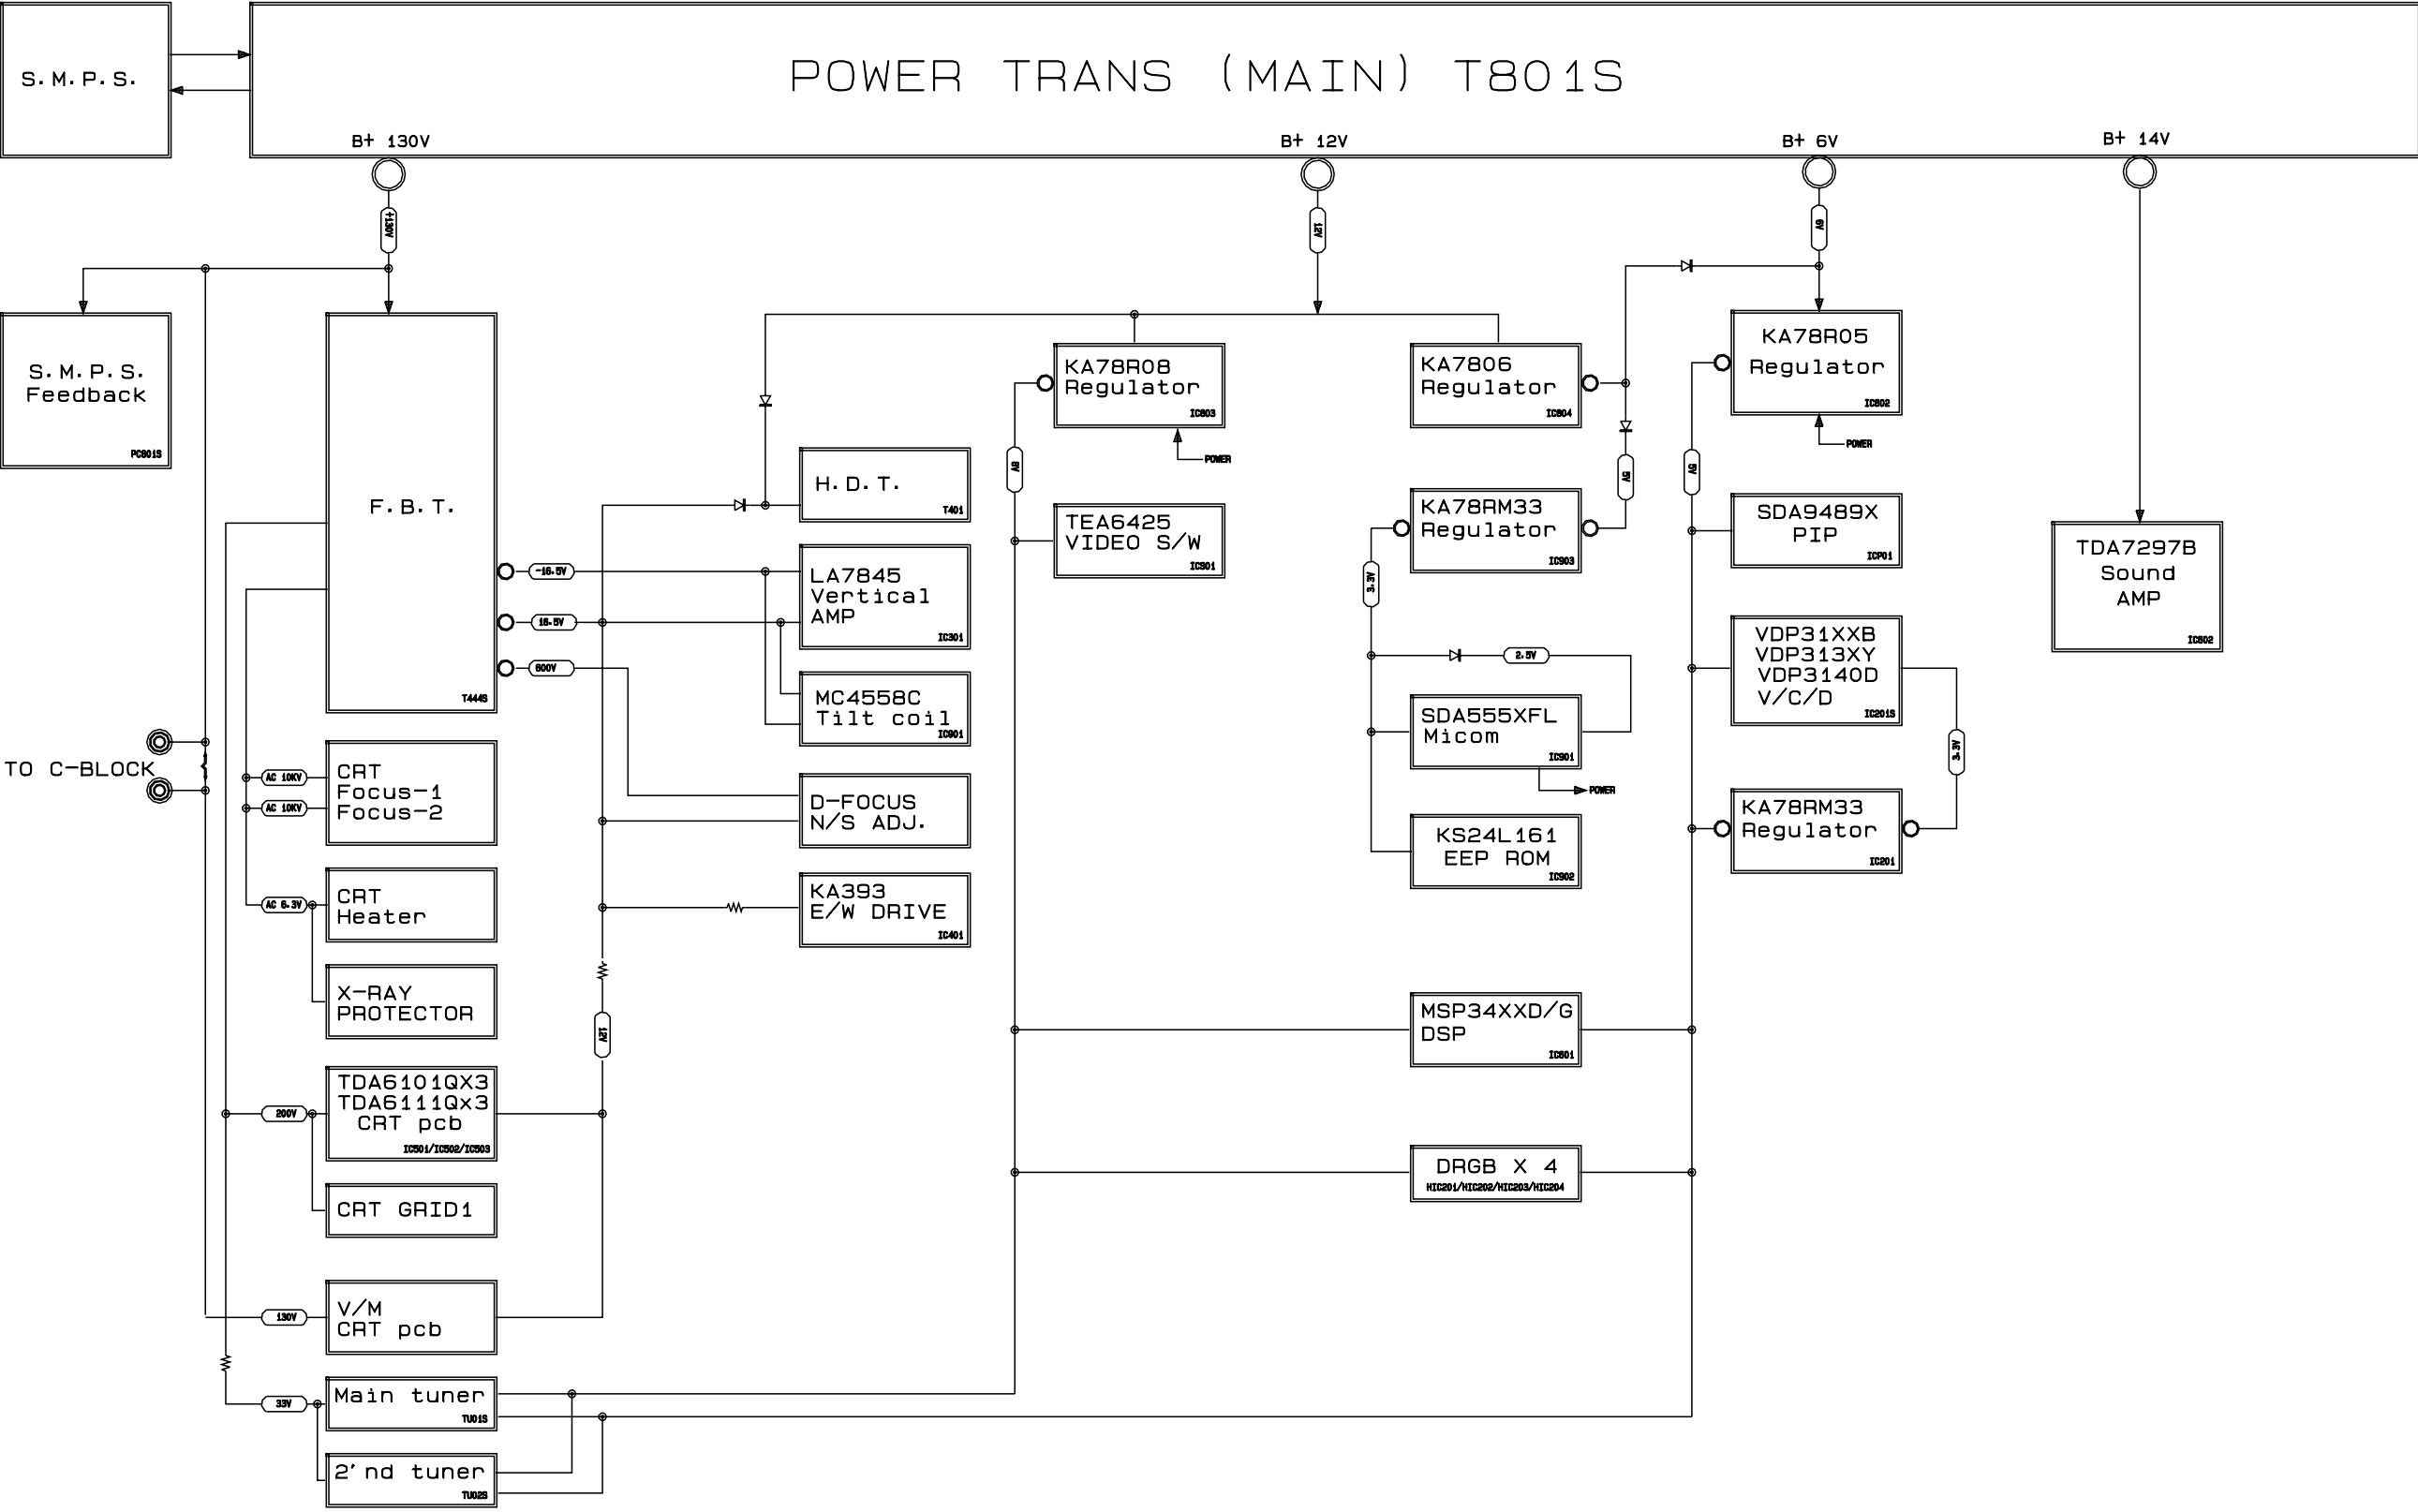 S.M.P.S.
POWER TRANS (MAIN) T801S
B+ 130V
B+ 12V
B+ 6V
B+ 14V
+130V
12V
6V
S.M.P.S.
Feedback
PC801S
F.B.T.
T444S
-16.5V
16.5V
600V
TO C-BLOCK
AC 10KV
AC 10KV
CRT
Focus-1
Focus-2
AC 6.3V
CRT
Heater
X-RAY
PROTECTOR
200V
TDA6101QX3
TDA6111Qx3
CRT pcb
IC501/IC502/IC503
CRT GRID1
130V
V/M
CRT pcb
33V
Main tuner
TU01S
2'nd tuner
TU02S
H.D.T.
T401
LA7845
Vertical
AMP
IC301
MC4558C
Tilt coil
IC901
D-FOCUS
N/S ADJ.
KA393
E/W DRIVE
IC401
12V
KA78R08
Regulator
IC803
POWER
8V
TEA6425
VIDEO S/W
KA7806
Regulator
IC804
5V
KA78RM33
Regulator
IC903
3.3V
2.5V
SDA555XFL
Micom
IC901
POWER
KS24L161
EEP ROM
IC902
MSP34XXD/G
DSP
IC601
DRGB X 4
HIC201/HIC202/HIC203/HIC204
KA78R05
Regulator
IC802
POWER
5V
SDA9489X
PIP
ICP01
VDP31XXB
VDP313XY
VDP3140D
V/C/D
IC201S
3.3V
KA78RM33
Regulator
IC201
TDA7297B
Sound
AMP
IC602